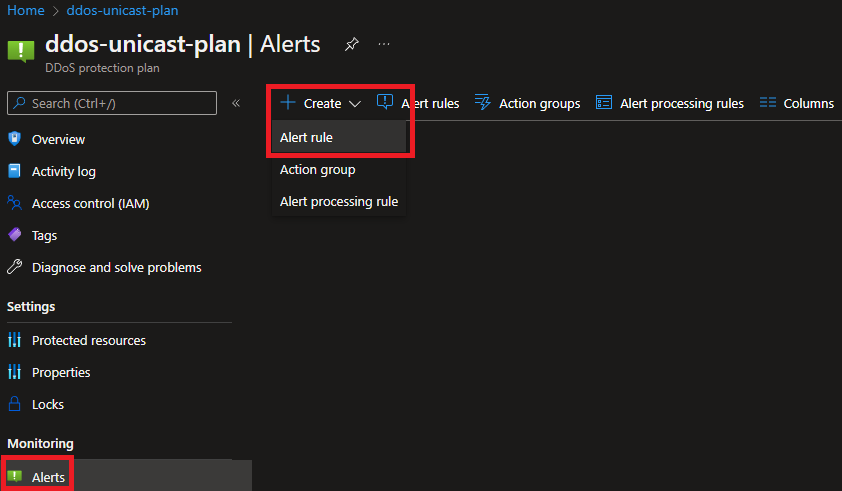 Home > ddos-unicast-plan
ddos-unicast-plan | Alerts ...
DDoS protection plan
Search (Ctrl+/) «
Create Alert rules Action groups Alert processing rules Columns
Alert rule
Action group
Alert processing rule
Overview
Activity log
Access control (IAM)
Tags
Diagnose and solve problems
Settings
Protected resources
Properties
Locks
Monitoring
Alerts